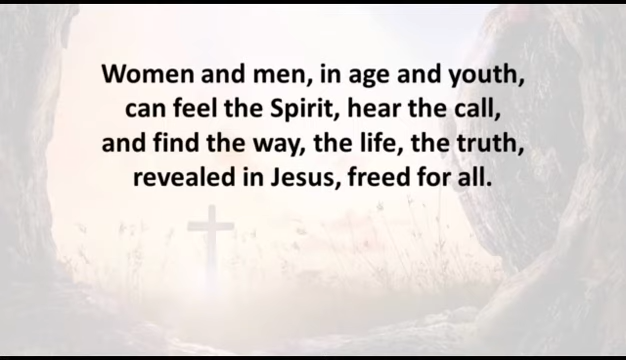 Women and men, in age and youth,
can feel the Spirit, hear the call,
and find the way, the life, the truth,
revealed in Jesus, freed for all.